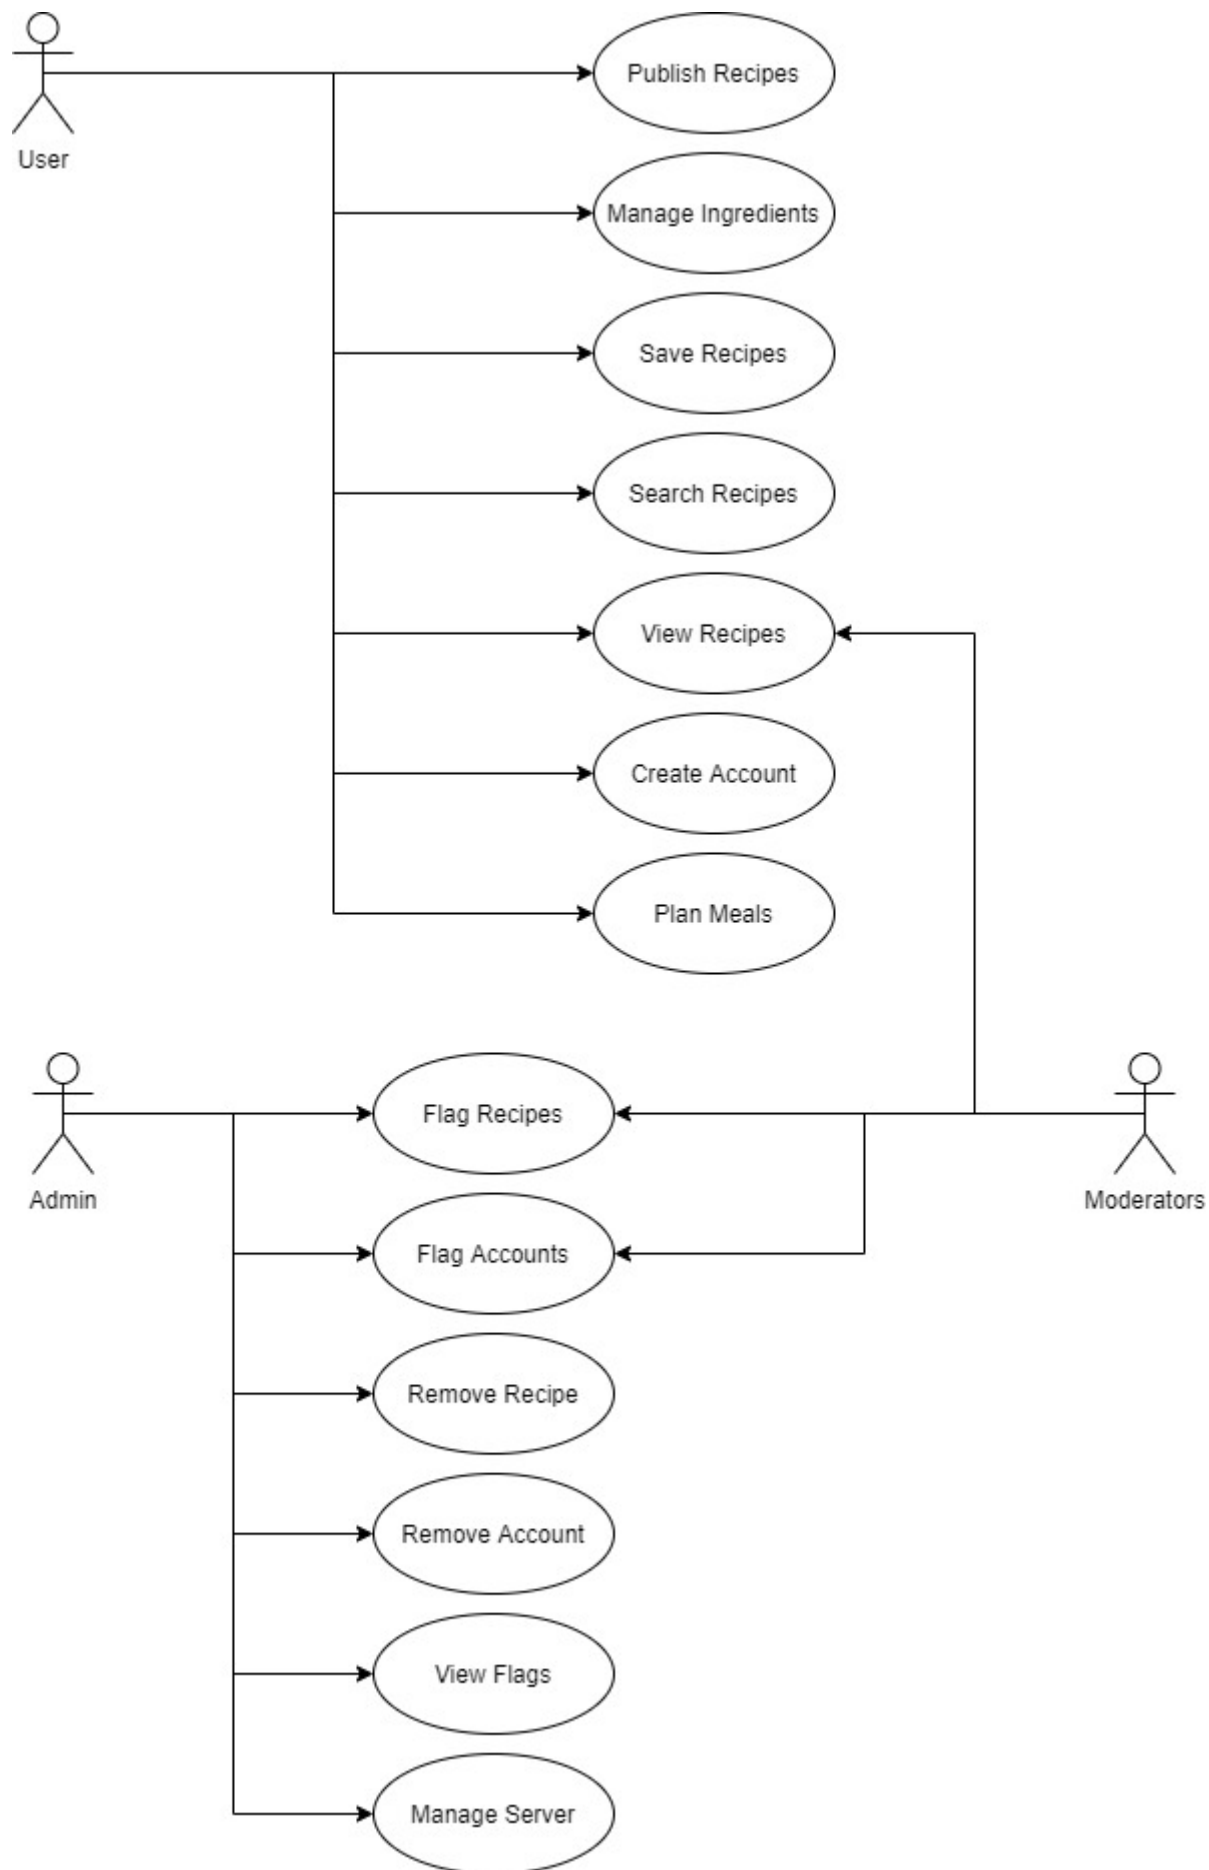 Publish Recipes
User
Manage Ingredients
Save Recipes
Search Recipes
View Recipes
Create Account
Plan Meals
Flag Recipes
Admin
Moderators
Flag Accounts
Remove Recipe
Remove Account
View Flags
Manage Server